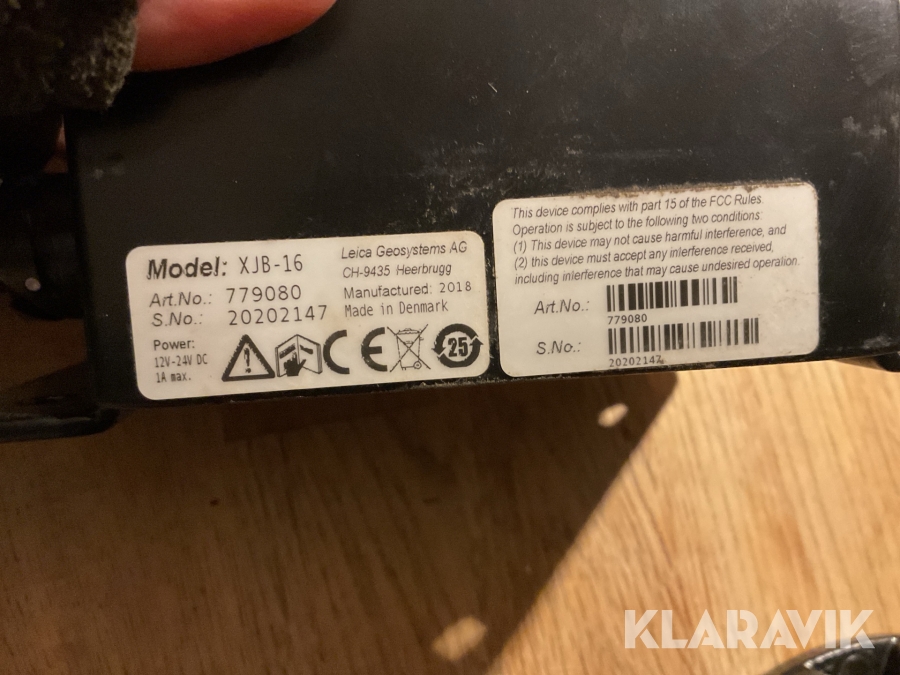 Model: XJB-16
Art.No.: 779080
S.No.: 20202147
Power:
12V-24V DC
1A max.
Leica Geosystems AG
CH-9435 Heerbrugg
Manufactured: 2018
Made in Denmark
CE
25
This device complies with part 15 of the FCC Rules.
Operation is subject to the following two conditions:
(1) This device may not cause harmful interference, and
(2) this device must accept any interference received,
including interference that may cause undesired operation.
Art.No.:
779080
S.No.:
20202147
KLARAVIK